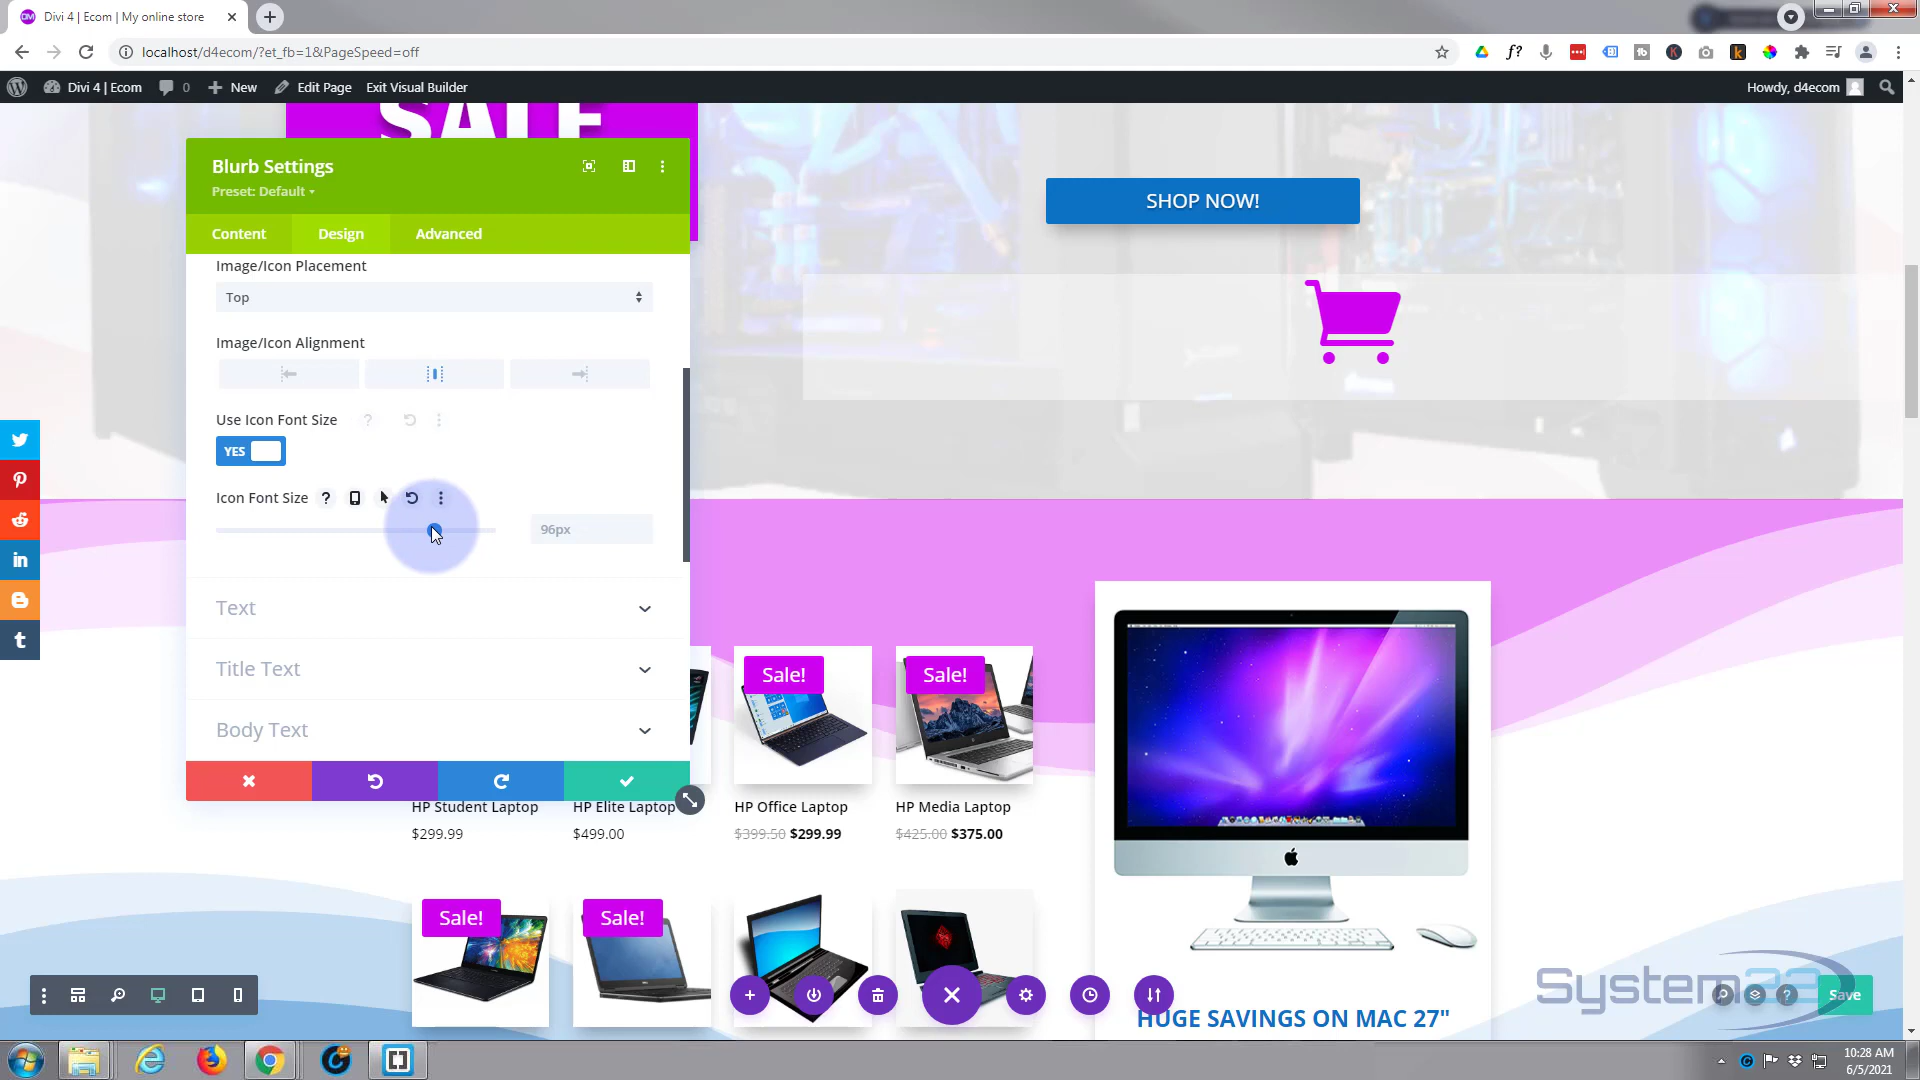 Divi 4 | Ecom | My online store
localhost/d4ecom/?et_fb=1&PageSpeed=off
Divi 4 | Ecom 0 New Edit Page Exit Visual Builder Howdy, d4ecom
SALE
Blurb Settings
Preset: Default
Content Design Advanced
SHOP NOW!
Image/Icon Placement
Top
Image/Icon Alignment
Use Icon Font Size
YES
Icon Font Size
96px
Text
Title Text
Body Text
Sale! Sale!
HP Student Laptop HP Elite Laptop HP Office Laptop HP Media Laptop
$299.99 $499.00 $399.50 $299.99 $425.00 $375.00
Sale! Sale!
System22
Save
HUGE SAVINGS ON MAC 27"
10:28 AM
6/5/2021